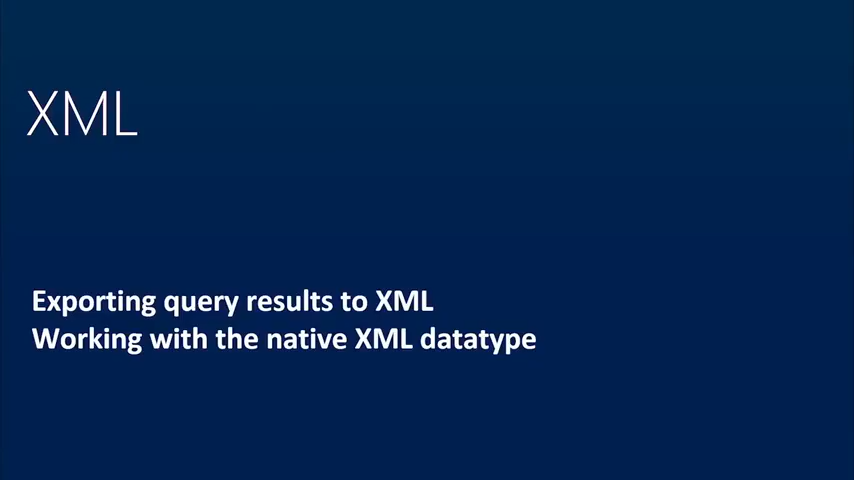 XML
Exporting query results to XML
Working with the native XML datatype